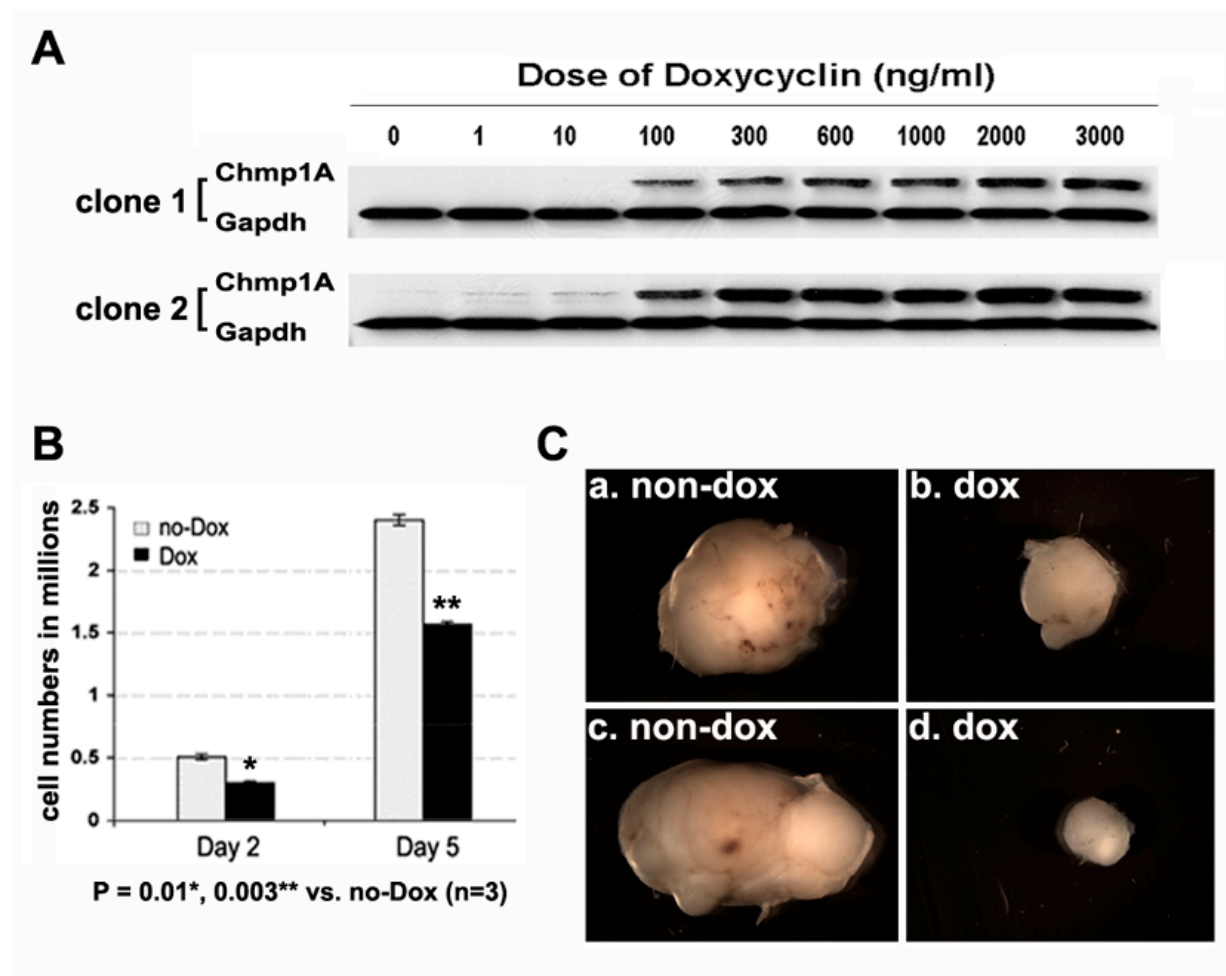 A
Dose of Doxycyclin (ng/ml)
0 1 10 100 300 600 1000 2000 3000
clone 1
Chmp1A
Gapdh
clone 2
Chmp1A
Gapdh
B
cell numbers in millions
2.5
2
1.5
1
0.5
0
no-Dox
Dox
*
**
Day 2 Day 5
P = 0.01*, 0.003** vs. no-Dox (n=3)
C
a. non-dox
b. dox
c. non-dox
d. dox